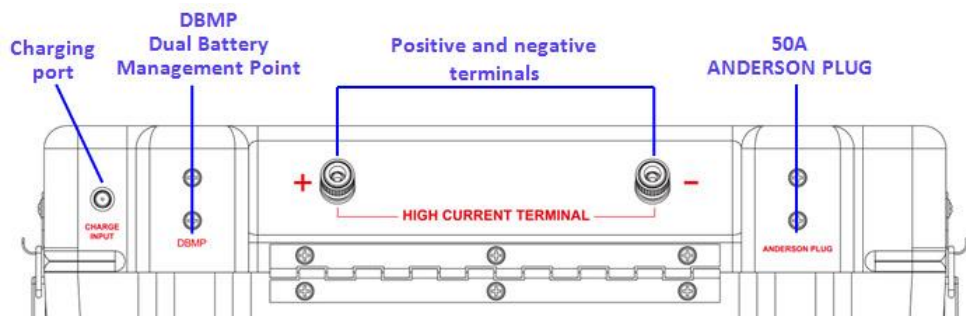 Charging
port
DBMP
Dual Battery
Management Point
Positive and negative
terminals
50A
ANDERSON PLUG
+
-
HIGH CURRENT TERMINAL
CHARGE
INPUT
DBMP
ANDERSON PLUG